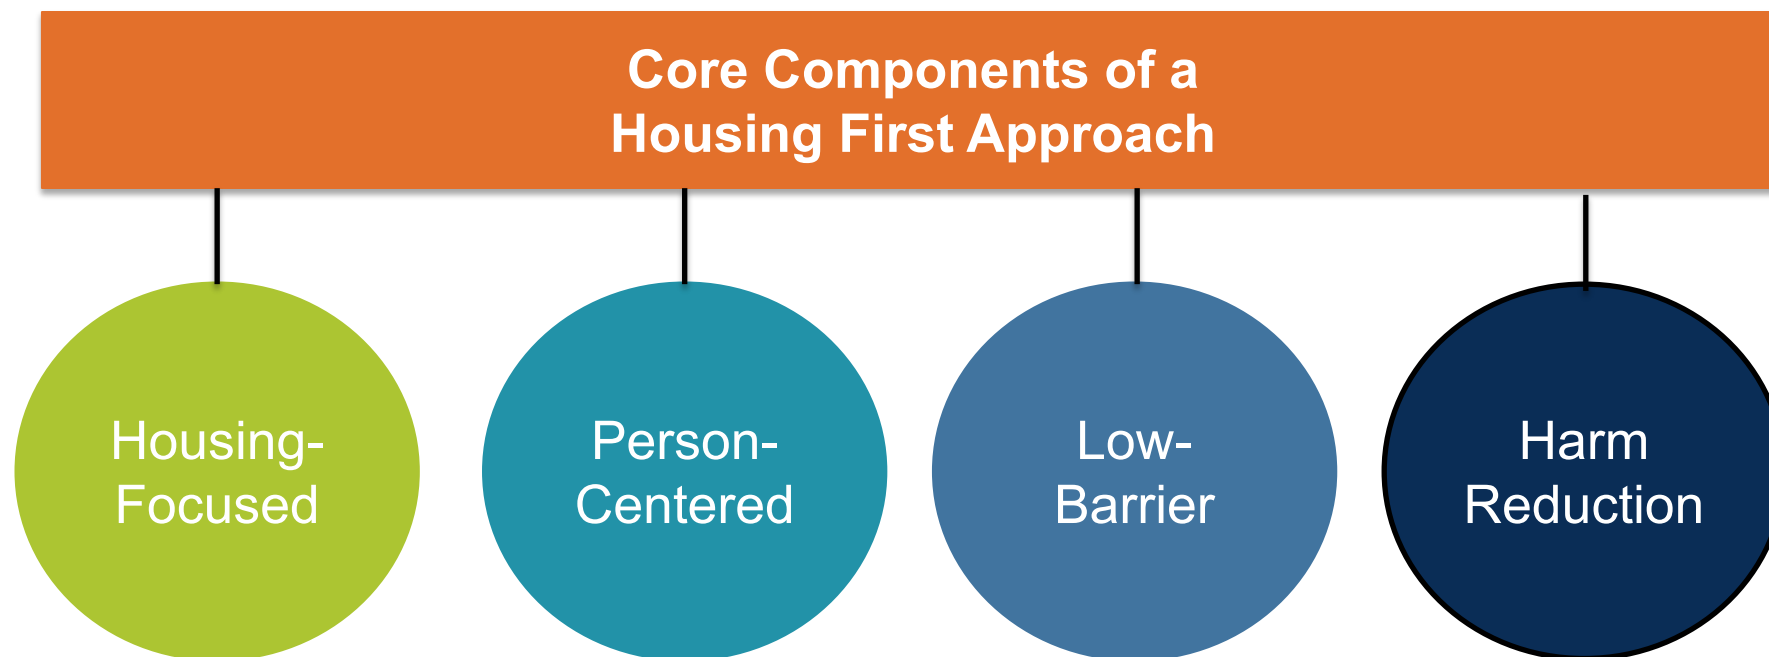 Core Components of a
Housing First Approach
Housing-
Focused
Person-
Centered
Low-
Barrier
Harm
Reduction